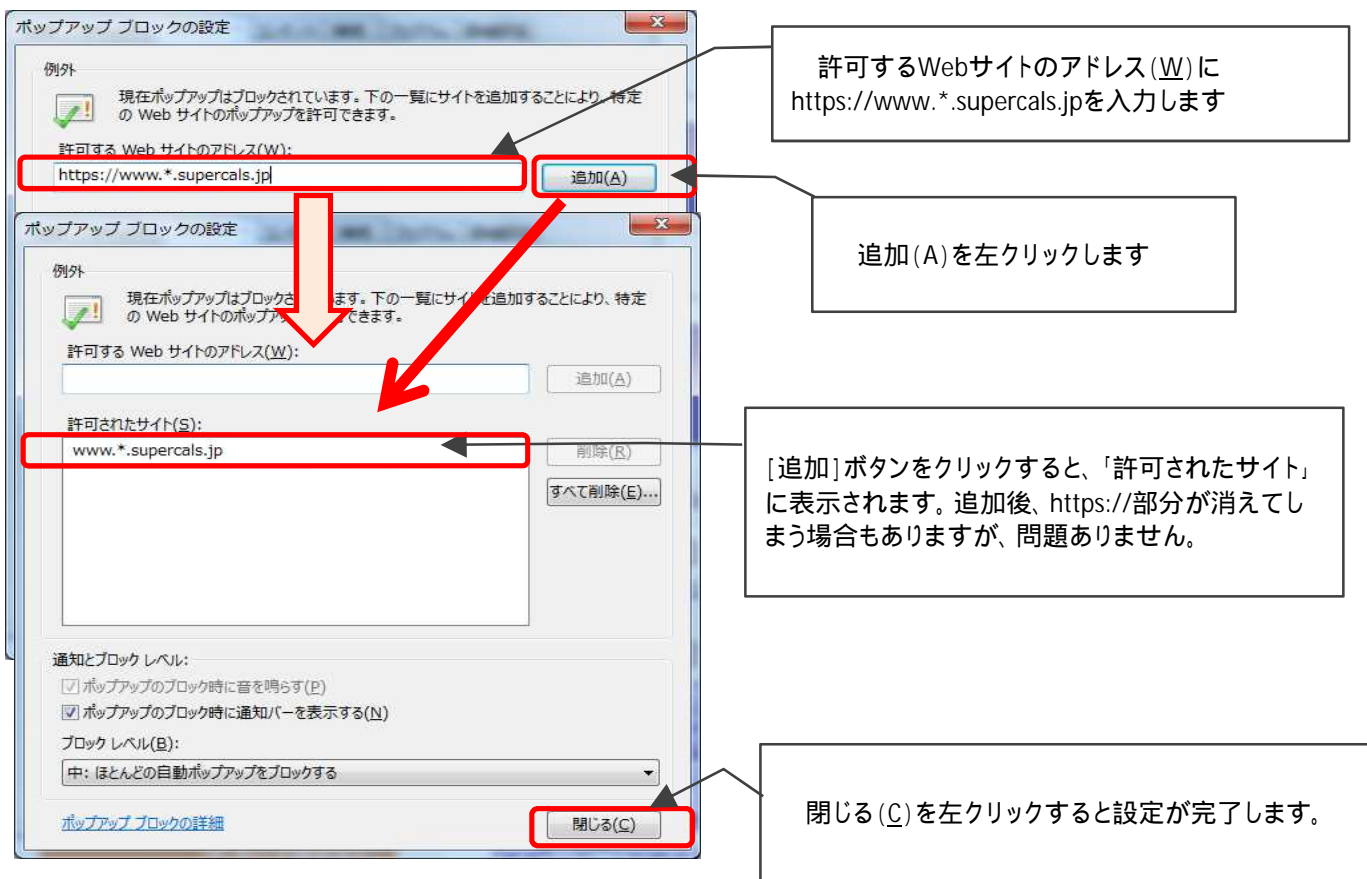 ポップアップ ブロックの設定
例外
現在ポップアップはブロックされています。下の一覧にサイトを追加することにより、特定
の Web サイトのポップアップを許可できます。
許可する Web サイトのアドレス(W):
https://www.*.supercals.jp
追加(A)
許可するWebサイトのアドレス(W)に
https://www.*.supercals.jpを入力します
追加(A)を左クリックします
ポップアップ ブロックの設定
例外
現在ポップアップはブロックさ ます。下の一覧にサイ 追加することにより、特定
の Web サイトのポップア できます。
許可する Web サイトのアドレス(W):
追加(A)
許可されたサイト(S):
www.*.supercals.jp
削除(R)
すべて削除(E)...
[追加]ボタンをクリックすると、「許可されたサイト」
に表示されます。追加後、https://部分が消えてし
まう場合もありますが、問題ありません。
通知とブロック レベル:
ポップアップのブロック時に音を鳴らす(P)
ポップアップのブロック時に通知バーを表示する(N)
ブロック レベル(B):
中: ほとんどの自動ポップアップをブロックする
ポップアップ ブロックの詳細
閉じる(C)
閉じる(C)を左クリックすると設定が完了します。